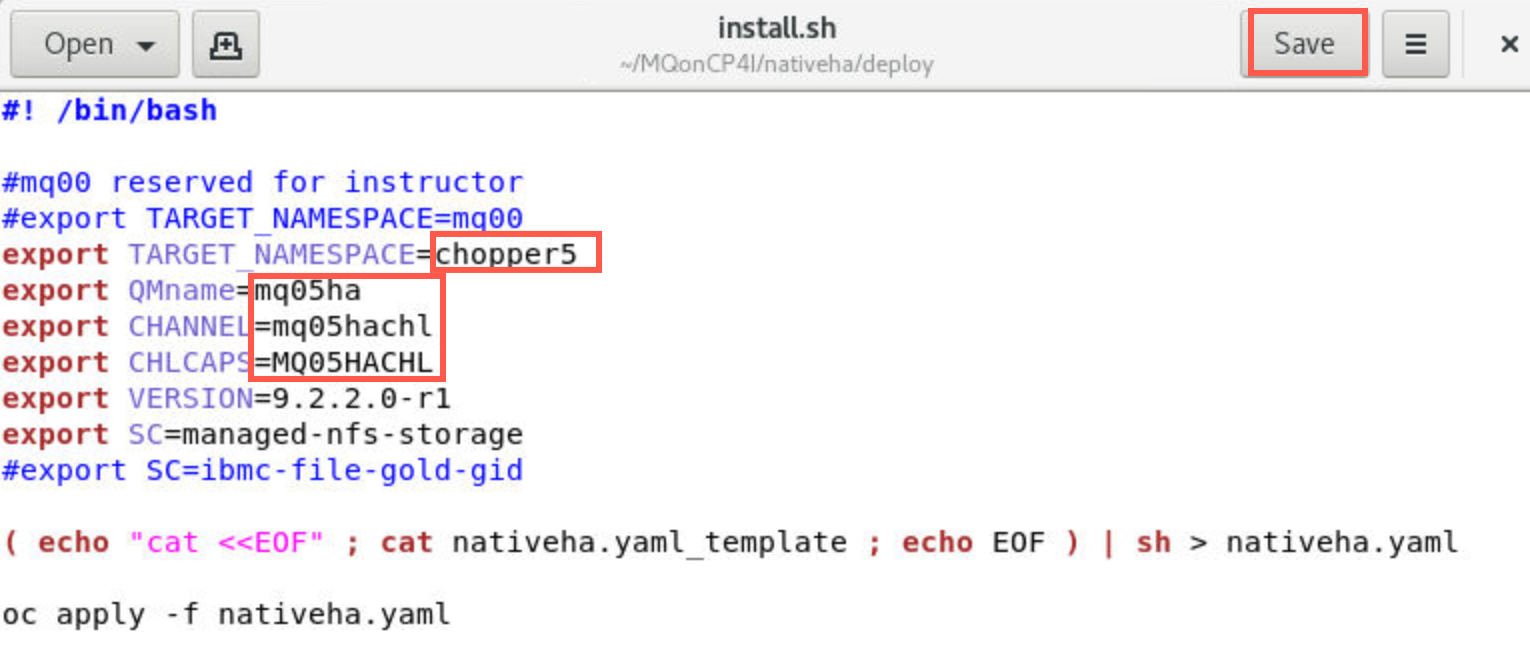 Open
install.sh
~/MQonCP4I/nativeha/deploy
Save
#! /bin/bash
#mq00 reserved for instructor
#export TARGET_NAMESPACE=mq00
export TARGET_NAMESPACE=chopper5
export QMname=mq05ha
export CHANNEL=mq05hachl
export CHLCAPS=MQ05HACHL
export VERSION=9.2.2.0-r1
export SC=managed-nfs-storage
#export SC=ibmc-file-gold-gid
( echo "cat <<EOF" ; cat nativeha.yaml_template ; echo EOF ) | sh > nativeha.yaml
oc apply -f nativeha.yaml